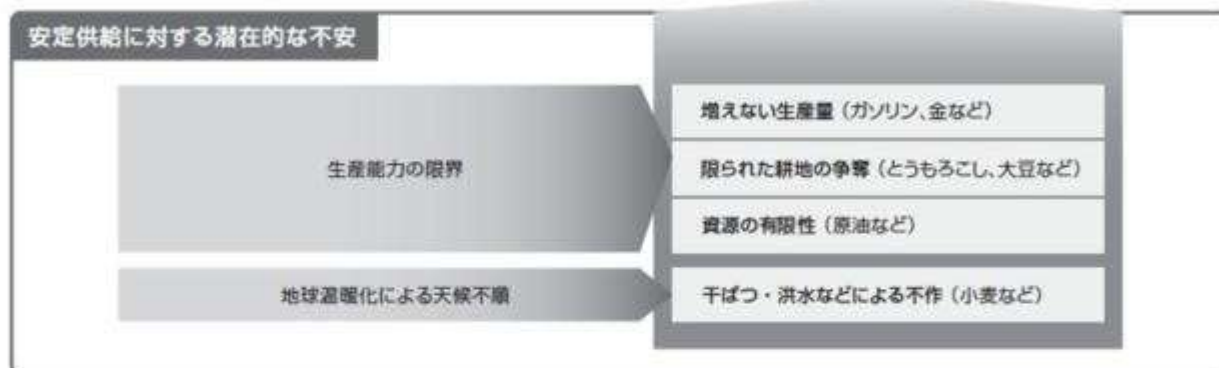 安定供給に対する潜在的な不安
生産能力の限界
増えない生産量（ガソリン、金など）
限られた耕地の争奪（とうもろこし、大豆など）
資源の有限性（原油など）
地球温暖化による天候不順
干ばつ・洪水などによる不作（小麦など）